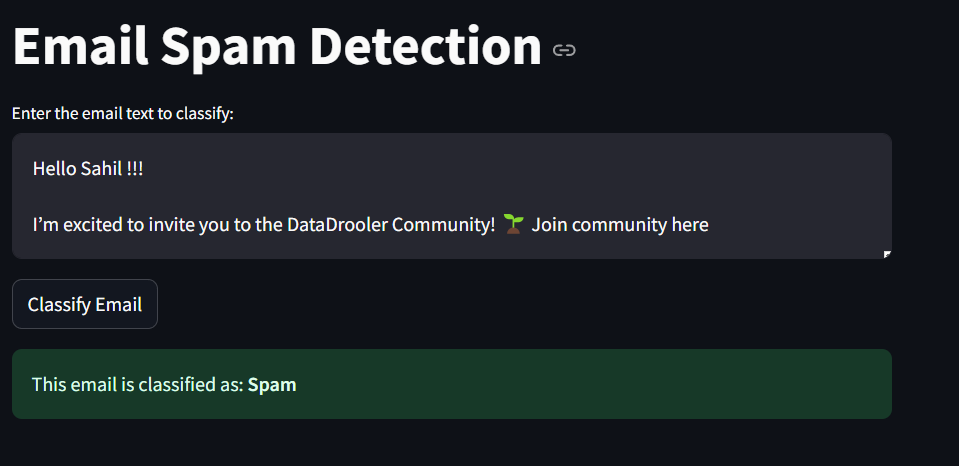 Email Spam Detection
Enter the email text to classify:
Hello Sahil !!!
I’m excited to invite you to the DataDrooler Community! 🌱 Join community here
Classify Email
This email is classified as: Spam